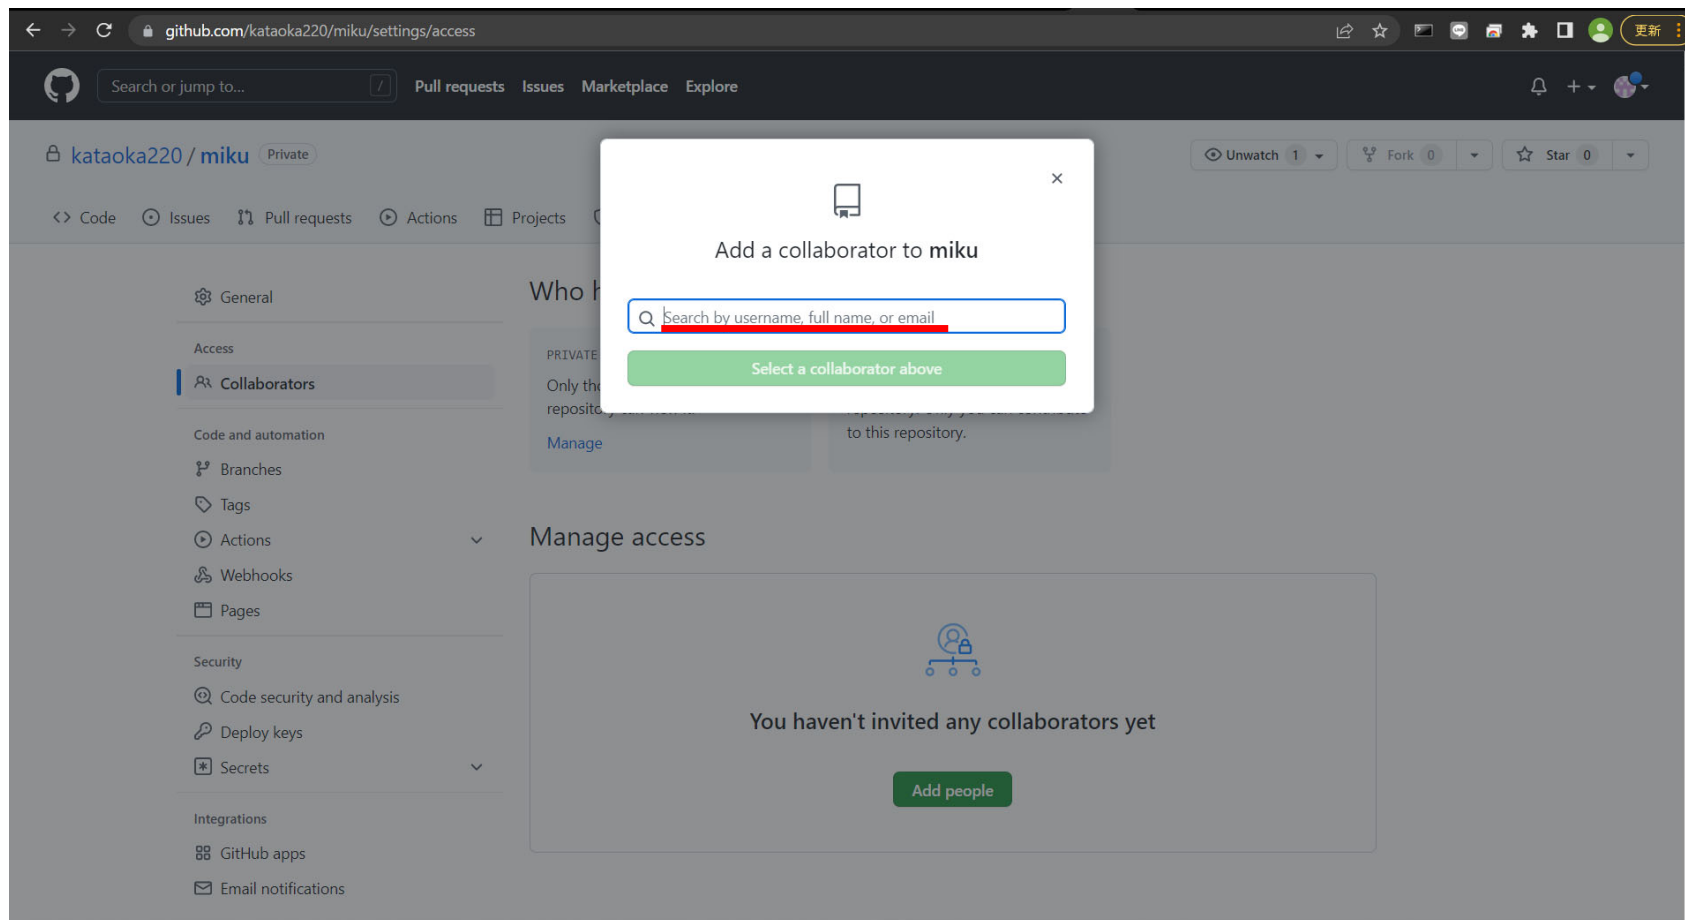 github.com/kataoka220/miku/settings/access
更新
Search or jump to...
/
Pull requests Issues Marketplace Explore
kataoka220 / miku Private
Unwatch 1
Fork 0
Star 0
Code
Issues
Pull requests
Actions
Projects
Add a collaborator to miku
Search by username, full name, or email
Select a collaborator above
General
Access
Collaborators
Code and automation
Branches
Tags
Actions
Webhooks
Pages
Security
Code security and analysis
Deploy keys
Secrets
Integrations
GitHub apps
Email notifications
Who
PRIVATE
Only
Manage
to this repository.
Manage access
You haven't invited any collaborators yet
Add people